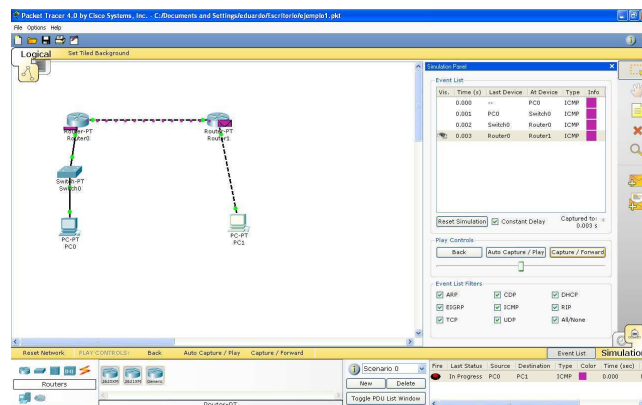 Packet Tracer 4.0 by Cisco Systems, Inc. - C:/Documents and Settings/eduardo/Escritorio/ejemplo1.pkt
File Options Help
Logical Set Tiled Background
Router-PT
Router0
Router-PT
Router1
Switch-PT
Switch0
PC-PT
PC0
PC-PT
PC1
Simulation Panel
Event List
Vis. Time (s) Last Device At Device Type Info
0.000 -- PC0 ICMP
0.001 PC0 Switch0 ICMP
0.002 Switch0 Router0 ICMP
0.003 Router0 Router1 ICMP
Reset Simulation Constant Delay Captured to:
0.003 s
Play Controls
Back Auto Capture / Play Capture / Forward
Event List Filters
ARP CDP DHCP
EIGRP ICMP RIP
TCP UDP All/None
Reset Network PLAY CONTROLS: Back Auto Capture / Play Capture / Forward Event List Simulation
Routers
2620XM 2621XM Generic
Router-PT
Scenario 0
New Delete
Toggle PDU List Window
Fire Last Status Source Destination Type Color Time (sec)
In Progress PC0 PC1 ICMP 0.000